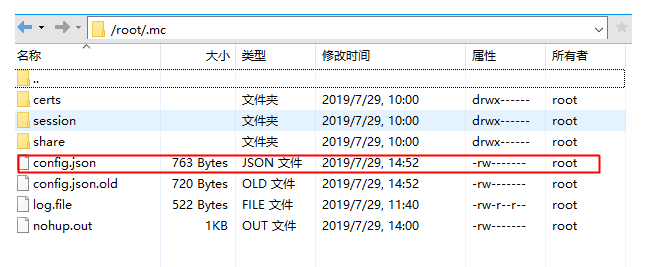 /root/.mc
名称 大小 类型 修改时间 属性 所有者
..
certs 文件夹 2019/7/29, 10:00 drwx------ root
session 文件夹 2019/7/29, 10:00 drwx------ root
share 文件夹 2019/7/29, 10:00 drwx------ root
config.json 763 Bytes JSON 文件 2019/7/29, 14:52 -rw------- root
config.json.old 720 Bytes OLD 文件 2019/7/29, 14:52 -rw------- root
log.file 522 Bytes FILE 文件 2019/7/29, 11:40 -rw-r--r-- root
nohup.out 1KB OUT 文件 2019/7/29, 14:00 -rw------- root